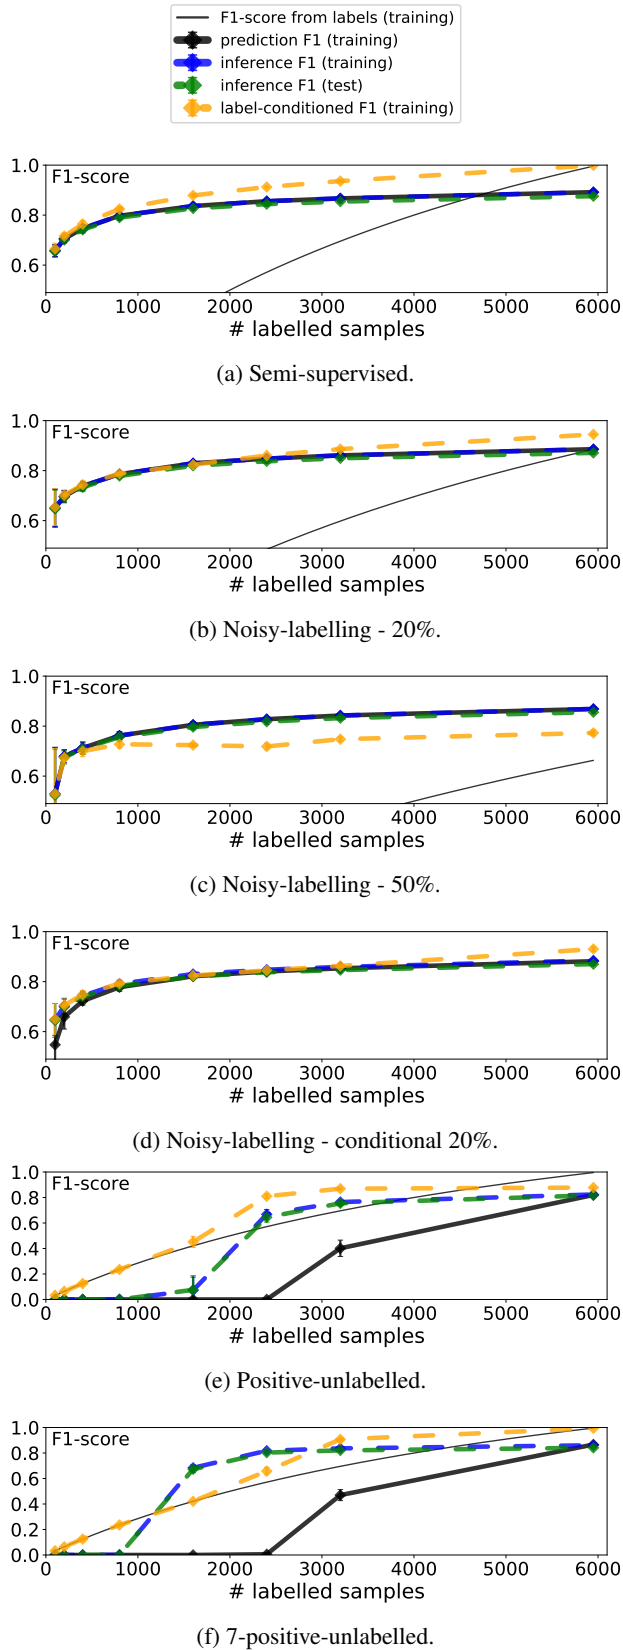 F1-score from labels (training)
prediction F1 (training)
inference F1 (training)
inference F1 (test)
label-conditioned F1 (training)
1.0
F1-score
0.8
0.6
0 1000 2000 3000 4000 5000 6000
# labelled samples
(a) Semi-supervised.
1.0
F1-score
0.8
0.6
0 1000 2000 3000 4000 5000 6000
# labelled samples
(b) Noisy-labelling - 20%.
1.0
F1-score
0.8
0.6
0 1000 2000 3000 4000 5000 6000
# labelled samples
(c) Noisy-labelling - 50%.
1.0
F1-score
0.8
0.6
0 1000 2000 3000 4000 5000 6000
# labelled samples
(d) Noisy-labelling - conditional 20%.
1.0
F1-score
0.8
0.6
0.4
0.2
0.0
0 1000 2000 3000 4000 5000 6000
# labelled samples
(e) Positive-unlabelled.
1.0
F1-score
0.8
0.6
0.4
0.2
0.0
0 1000 2000 3000 4000 5000 6000
# labelled samples
(f) 7-positive-unlabelled.